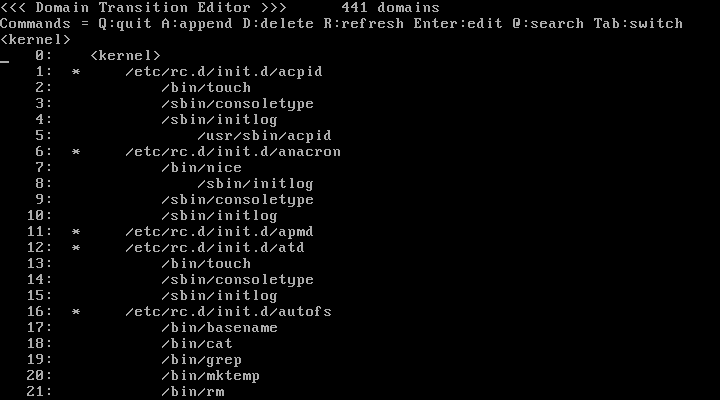 <<< Domain Transition Editor >>>      441 domains
Commands = Q:quit A:append D:delete R:refresh Enter:edit @:search Tab:switch
<kernel>
    0:    <kernel>
    1:  *     /etc/rc.d/init.d/acpid
    2:            /bin/touch
    3:            /sbin/consoletype
    4:            /sbin/initlog
    5:                /usr/sbin/acpid
    6:  *     /etc/rc.d/init.d/anacron
    7:            /bin/nice
    8:                /sbin/initlog
    9:            /sbin/consoletype
   10:            /sbin/initlog
   11:  *     /etc/rc.d/init.d/apmd
   12:  *     /etc/rc.d/init.d/atd
   13:            /bin/touch
   14:            /sbin/consoletype
   15:            /sbin/initlog
   16:  *     /etc/rc.d/init.d/autofs
   17:            /bin/basename
   18:            /bin/cat
   19:            /bin/grep
   20:            /bin/mktemp
   21:            /bin/rm